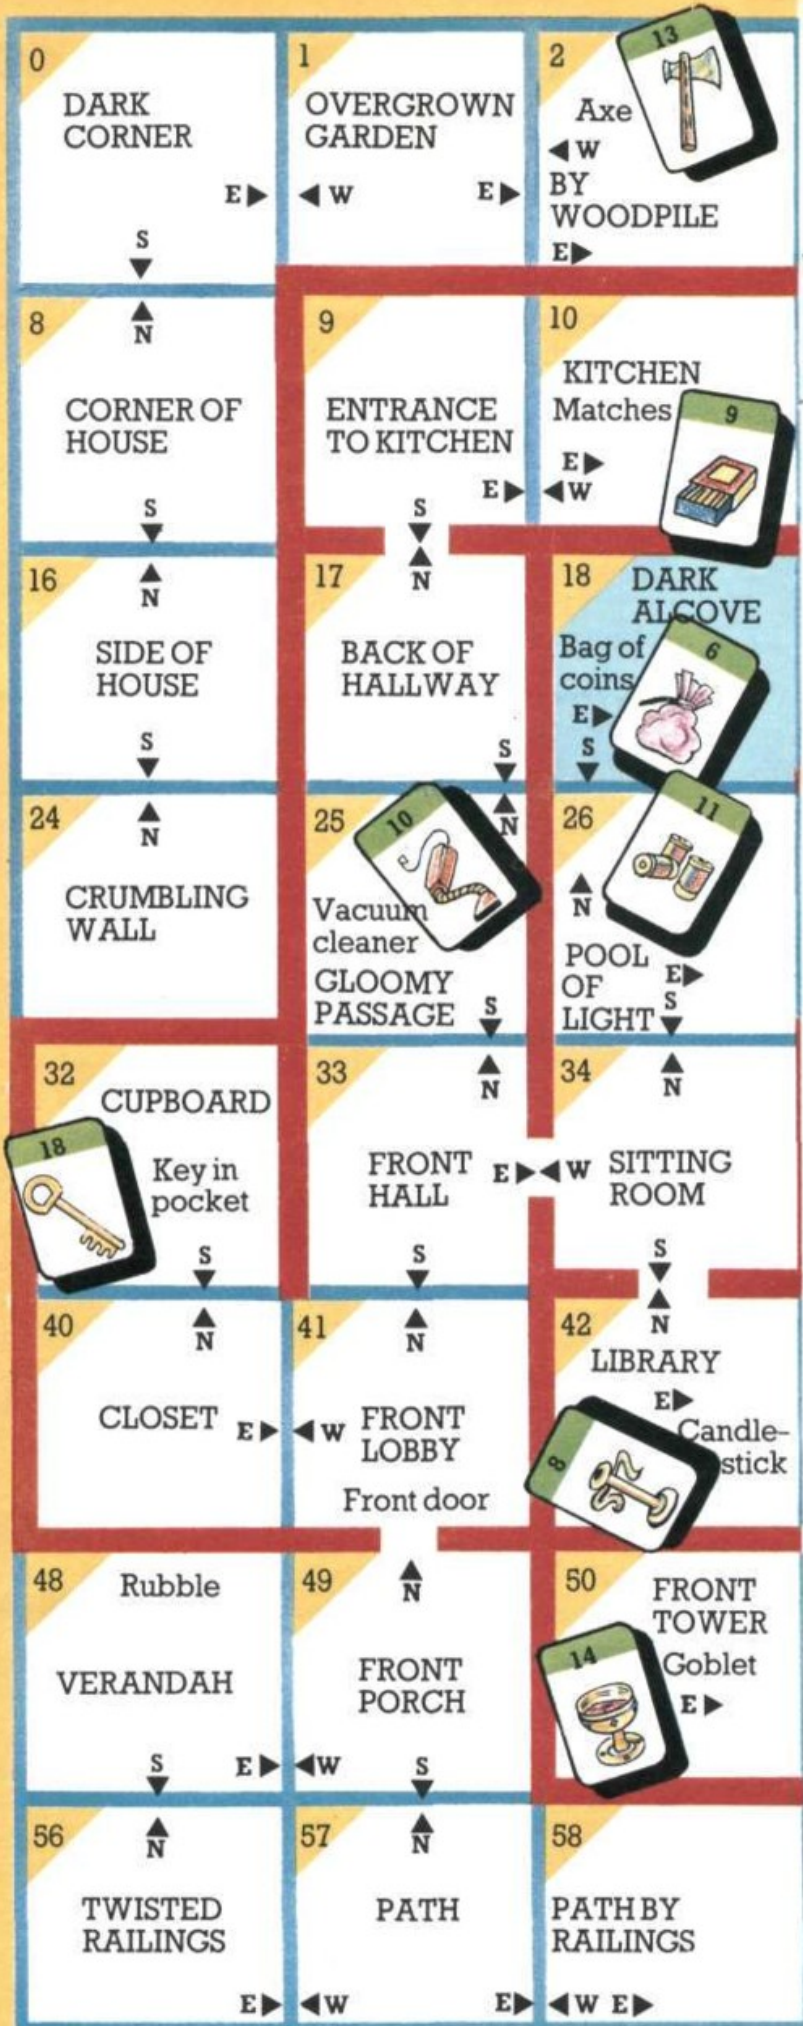 0
DARK
CORNER
E
S
1
OVERGROWN
GARDEN
W E
2
13
Axe
W
BY
WOODPILE
E
8
N
CORNER OF
HOUSE
S
9
ENTRANCE
TO KITCHEN
E
S
10
KITCHEN
Matches
9
E
W
16
N
SIDE OF
HOUSE
S
17
N
BACK OF
HALLWAY
S
18
DARK
ALCOVE
Bag of
coins
6
E
S
24
N
CRUMBLING
WALL
25
10
N
Vacuum
cleaner
GLOOMY
PASSAGE
S
26
11
N
POOL
OF
LIGHT
E
S
32
CUPBOARD
18
Key in
pocket
S
33
N
FRONT
HALL
E
S
34
N
W
SITTING
ROOM
S
40
N
CLOSET
E
41
N
W
FRONT
LOBBY
Front door
42
N
LIBRARY
E
8
Candle-
stick
48
Rubble
VERANDAH
S
E
49
N
FRONT
PORCH
W
S
50
FRONT
TOWER
14
Goblet
E
56
N
TWISTED
RAILINGS
E
57
N
PATH
W E
58
PATH BY
RAILINGS
W E